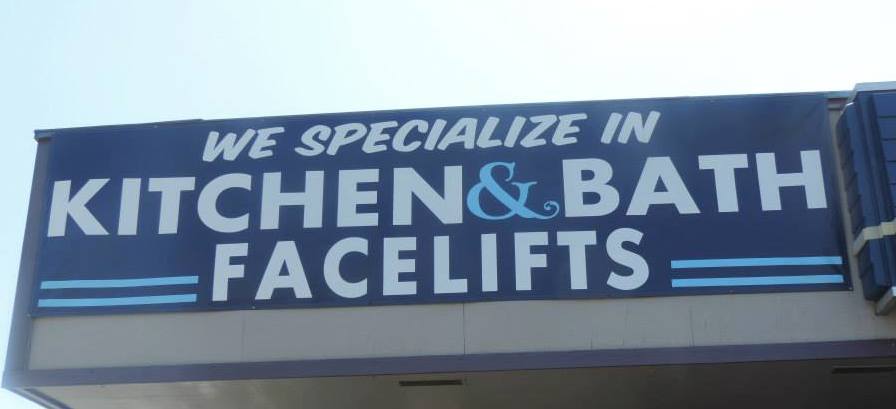 WE SPECIALIZE IN
KITCHEN & BATH
FACELIFTS